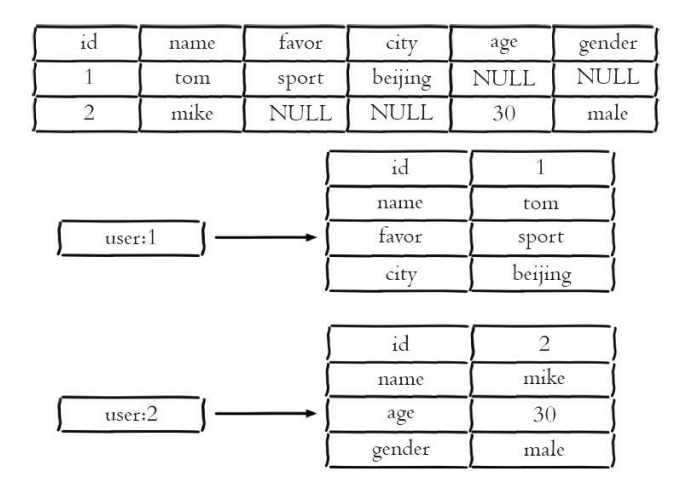 id name favor city age gender
1 tom sport beijing NULL NULL
2 mike NULL NULL 30 male
id 1
name tom
user:1
favor sport
city beijing
id 2
name mike
user:2
age 30
gender male